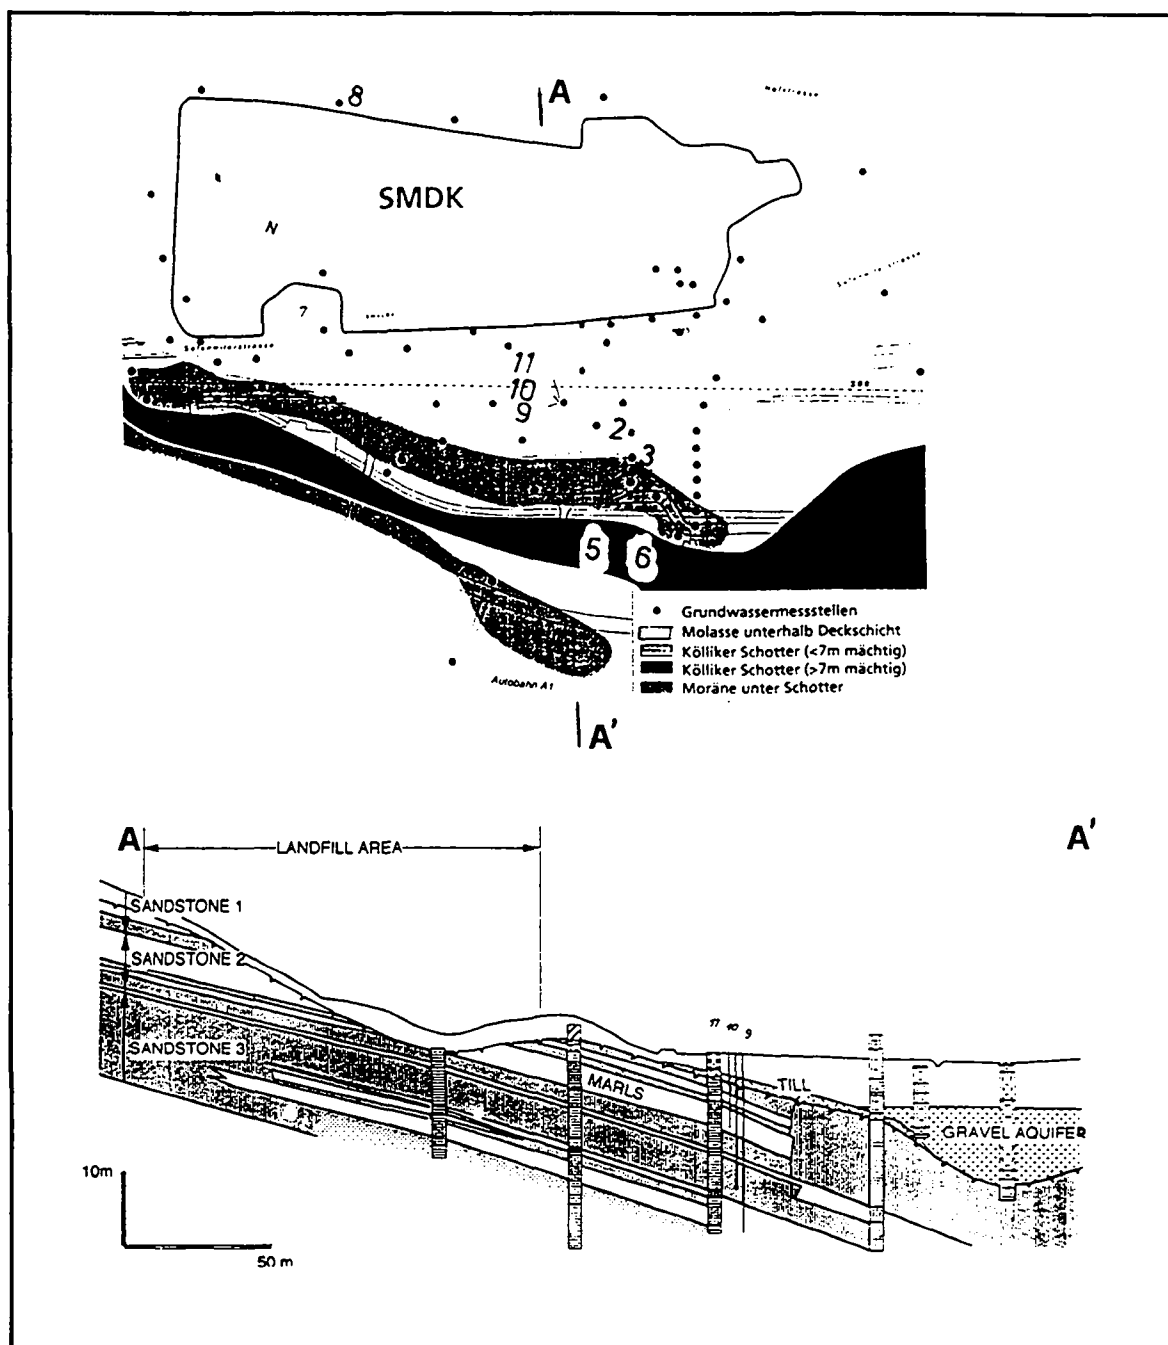 A
8
SMDK
N
7
11
10
9
2
3
5
6
Grundwassermessstellen
Molasse unterhalb Deckschicht
Kölliker Schotter (<7m mächtig)
Kölliker Schotter (>7m mächtig)
Moräne unter Schotter
Autobahn A1
A'
A
A'
LANDFILL AREA
SANDSTONE 1
SANDSTONE 2
SANDSTONE 3
11 10 9
MARLS
TILL
GRAVEL AQUIFER
10m
50 m